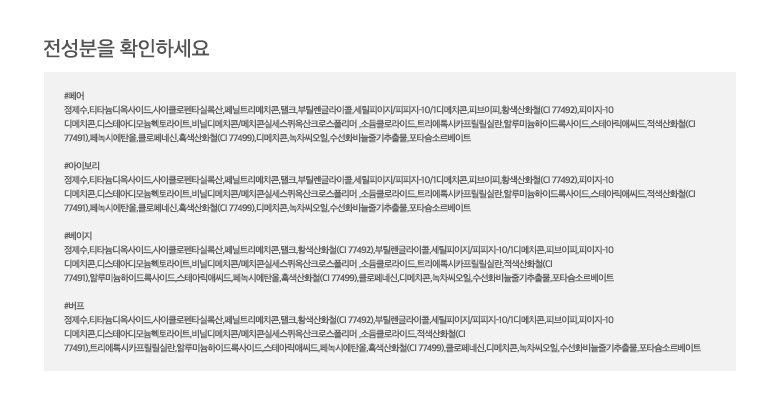 전성분을 확인하세요
#페어
정제수,티타늄디옥사이드,사이클로펜타실록산,페닐트리메치콘,탤크,부틸렌글라이콜,세틸피이지/피피지-10/1디메치콘,피브이피,황색산화철(CI 77492),피이지-10
디메치콘,디스테아디모늄헥토라이트,비닐디메치콘/메치콘실세스퀴옥산크로스폴리머 ,소듐클로라이드,트리에톡시카프릴릴실란,알루미늄하이드록사이드,스테아릭애씨드,적색산화철(CI
77491),페녹시에탄올,클로페네신,흑색산화철(CI 77499),디메치콘,녹차씨오일,수선화비늘줄기추출물,포타슘소르베이트
#아이보리
정제수,티타늄디옥사이드,사이클로펜타실록산,페닐트리메치콘,탤크,부틸렌글라이콜,세틸피이지/피피지-10/1디메치콘,피브이피,황색산화철(CI 77492),피이지-10
디메치콘,디스테아디모늄헥토라이트,비닐디메치콘/메치콘실세스퀴옥산크로스폴리머 ,소듐클로라이드,트리에톡시카프릴릴실란,알루미늄하이드록사이드,스테아릭애씨드,적색산화철(CI
77491),페녹시에탄올,클로페네신,흑색산화철(CI 77499),디메치콘,녹차씨오일,수선화비늘줄기추출물,포타슘소르베이트
#베이지
정제수,티타늄디옥사이드,사이클로펜타실록산,페닐트리메치콘,탤크,황색산화철(CI 77492),부틸렌글라이콜,세틸피이지/피피지-10/1디메치콘,피브이피,피이지-10
디메치콘,디스테아디모늄헥토라이트,비닐디메치콘/메치콘실세스퀴옥산크로스폴리머 ,소듐클로라이드,트리에톡시카프릴릴실란,적색산화철(CI
77491),알루미늄하이드록사이드,스테아릭애씨드,페녹시에탄올,흑색산화철(CI 77499),클로페네신,디메치콘,녹차씨오일,수선화비늘줄기추출물,포타슘소르베이트
#버프
정제수,티타늄디옥사이드,사이클로펜타실록산,페닐트리메치콘,탤크,황색산화철(CI 77492),부틸렌글라이콜,세틸피이지/피피지-10/1디메치콘,피브이피,피이지-10
디메치콘,디스테아디모늄헥토라이트,비닐디메치콘/메치콘실세스퀴옥산크로스폴리머 ,소듐클로라이드,적색산화철(CI
77491),트리에톡시카프릴릴실란,알루미늄하이드록사이드,스테아릭애씨드,페녹시에탄올,흑색산화철(CI 77499),클로페네신,디메치콘,녹차씨오일,수선화비늘줄기추출물,포타슘소르베이트